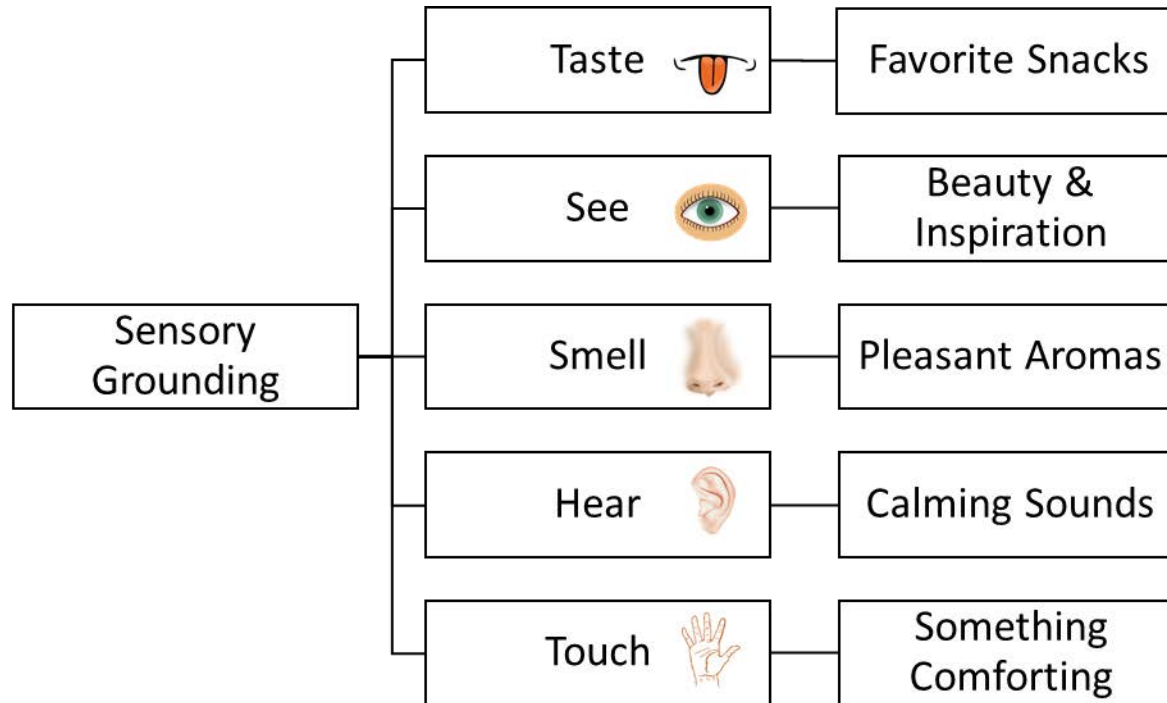 Taste
Favorite Snacks
See
Beauty &
Inspiration
Sensory
Grounding
Smell
Pleasant Aromas
Hear
Calming Sounds
Touch
Something
Comforting